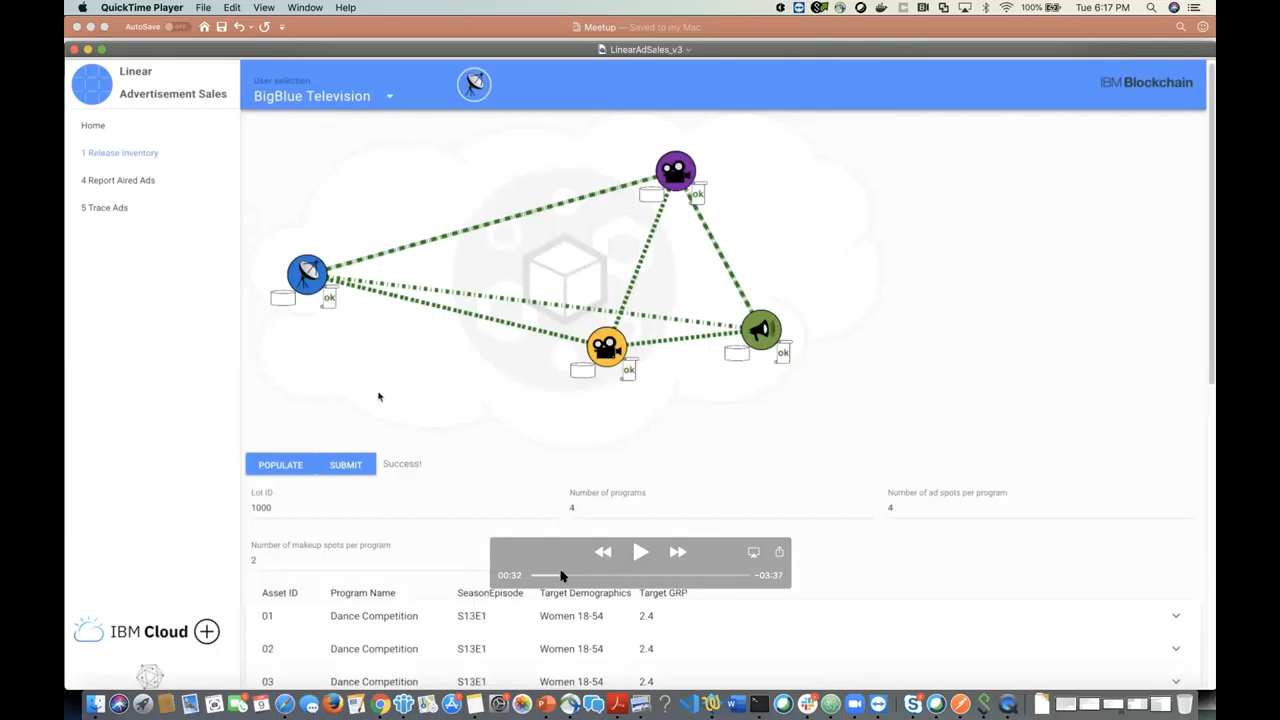 QuickTime Player File Edit View Window Help 100% Tue 6:17 PM
AutoSave OFF Meetup — Saved to my Mac
LinearAdSales_v3
Linear
Advertisement Sales
User selection
BigBlue Television
IBM Blockchain
Home
1 Release Inventory
4 Report Aired Ads
5 Trace Ads
ok
ok
ok
ok
POPULATE SUBMIT Success!
Lot ID Number of programs Number of ad spots per program
1000 4 4
Number of makeup spots per program
2
00:32 -03:37
Asset ID Program Name SeasonEpisode Target Demographics Target GRP
01 Dance Competition S13E1 Women 18-54 2.4
02 Dance Competition S13E1 Women 18-54 2.4
03 Dance Competition S13E1 Women 18-54 2.4
IBM Cloud